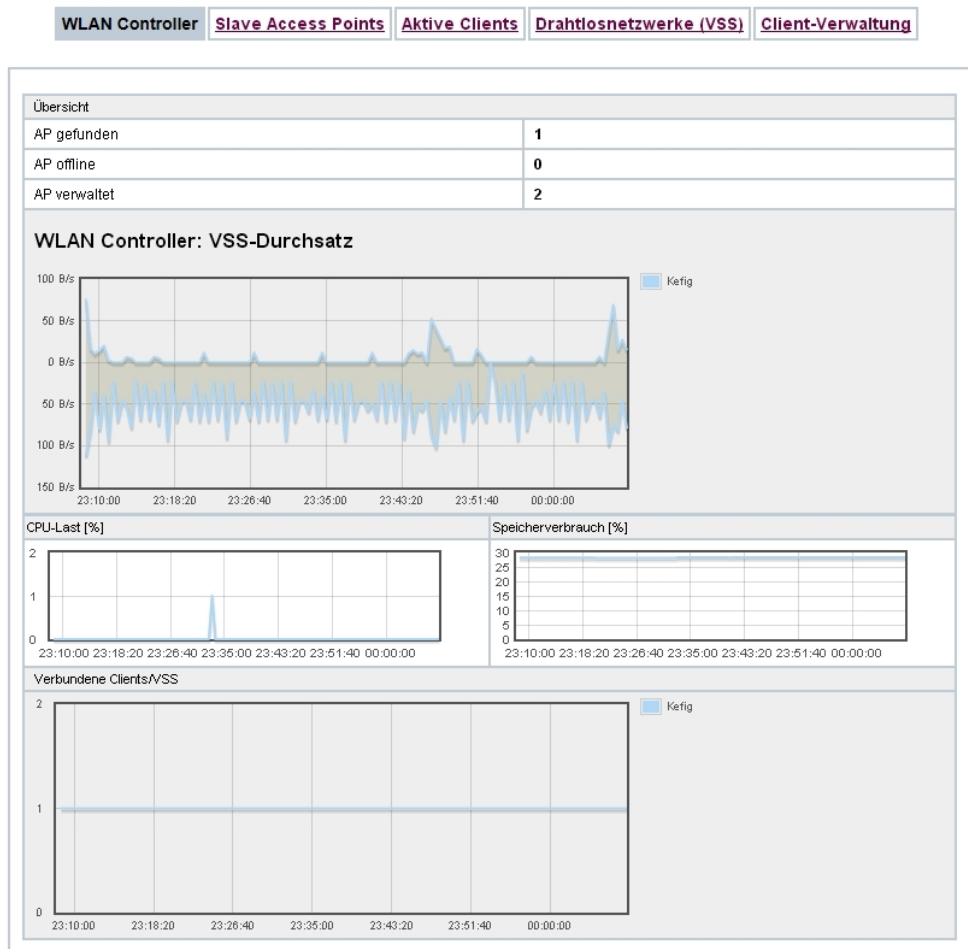 WLAN Controller Slave Access Points Aktive Clients Drahtlosnetzwerke (VSS) Client-Verwaltung
Übersicht
AP gefunden 1
AP offline 0
AP verwaltet 2
WLAN Controller: VSS-Durchsatz
100 B/s
50 B/s
0 B/s
50 B/s
100 B/s
150 B/s
23:10:00 23:18:20 23:26:40 23:35:00 23:43:20 23:51:40 00:00:00
Kefig
CPU-Last [%]
2
1
0
23:10:00 23:18:20 23:26:40 23:35:00 23:43:20 23:51:40 00:00:00
Speicherverbrauch [%]
30
25
20
15
10
5
0
23:10:00 23:18:20 23:26:40 23:35:00 23:43:20 23:51:40 00:00:00
Verbundene Clients/VSS
2
1
0
23:10:00 23:18:20 23:26:40 23:35:00 23:43:20 23:51:40 00:00:00
Kefig